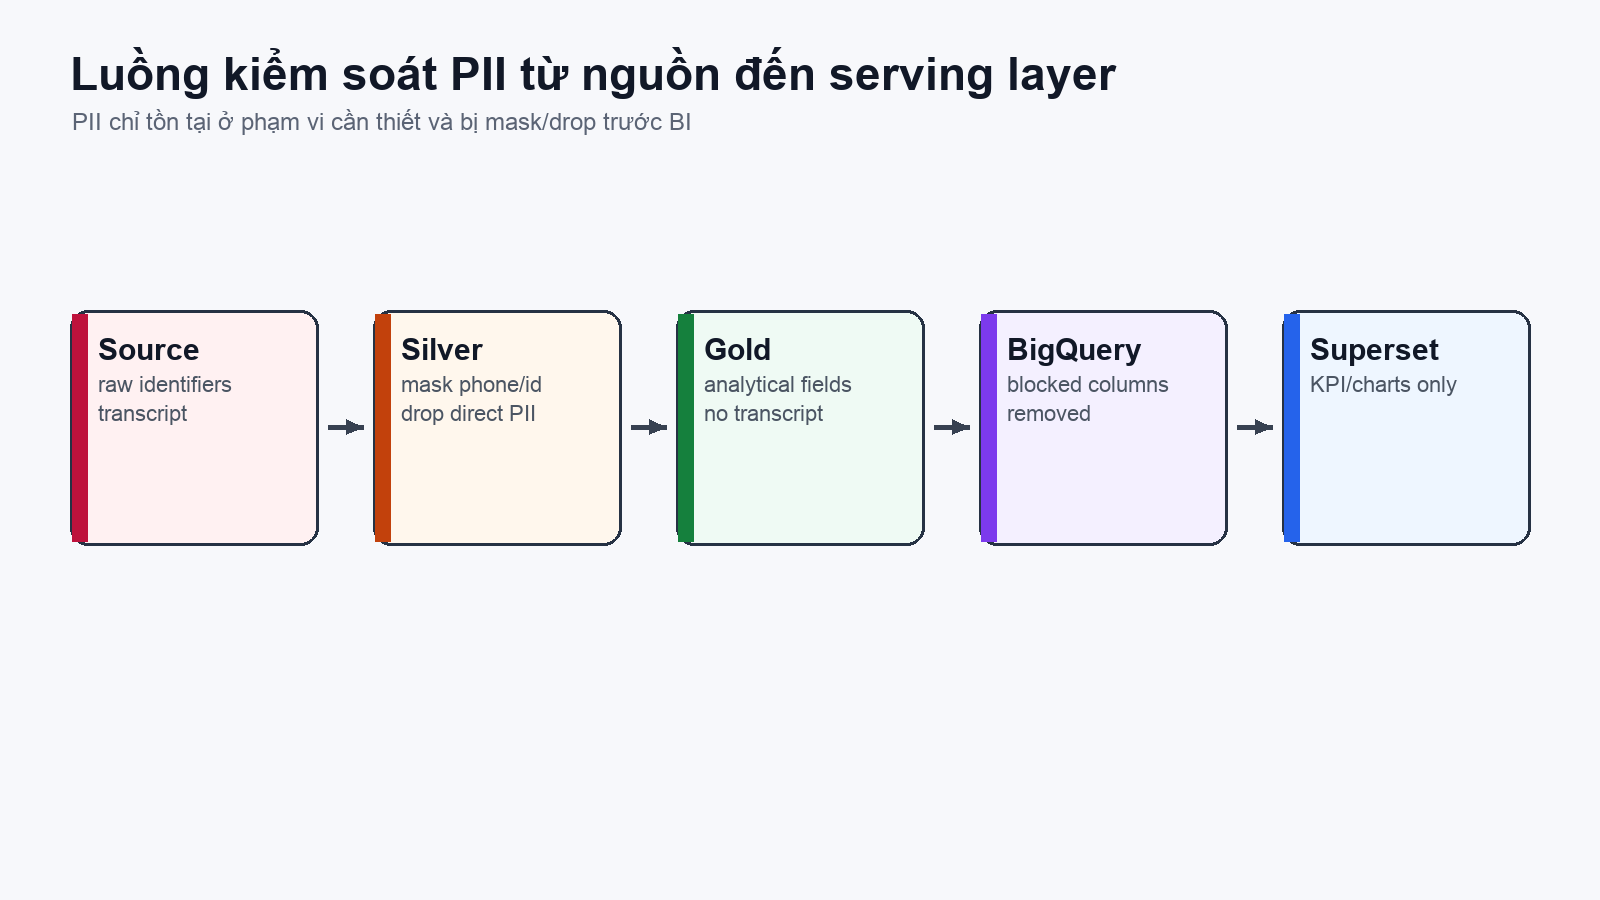 Luồng kiểm soát PII từ nguồn đến serving layer
PII chỉ tồn tại ở phạm vi cần thiết và bị mask/drop trước BI
Source
raw identifiers
transcript
Silver
mask phone/id
drop direct PII
Gold
analytical fields
no transcript
BigQuery
blocked columns
removed
Superset
KPI/charts only